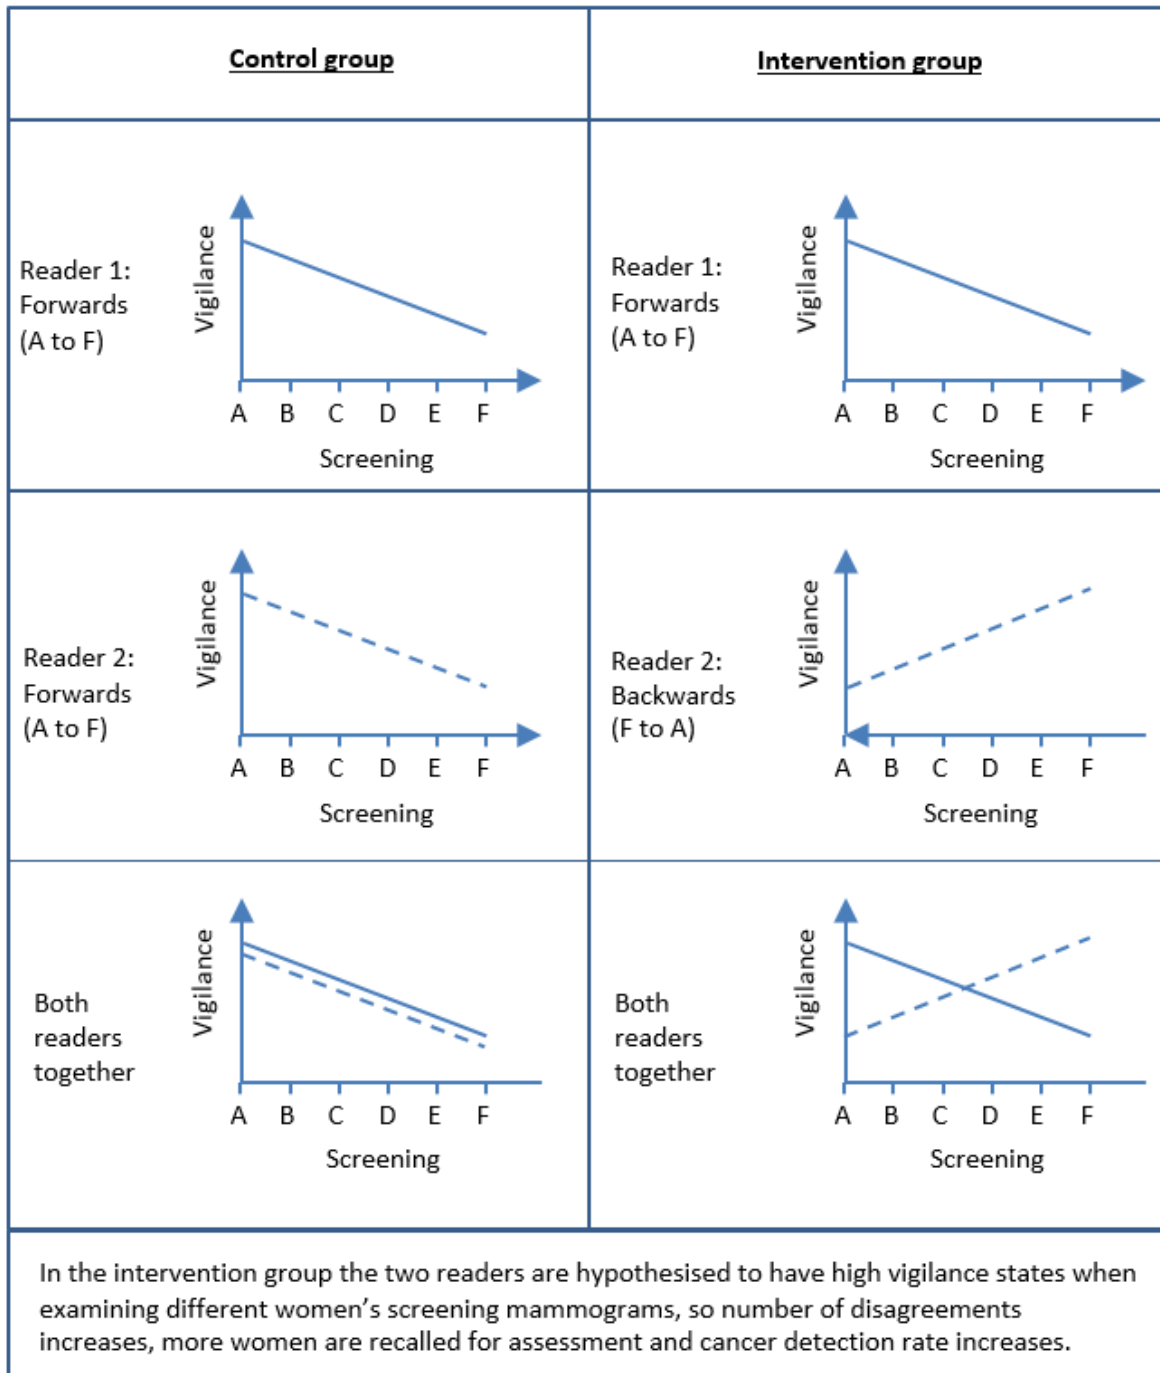 Control group
Intervention group
Reader 1:
Forwards
(A to F)
Vigilance
A B C D E F
Screening
Reader 1:
Forwards
(A to F)
Vigilance
A B C D E F
Screening
Reader 2:
Forwards
(A to F)
Vigilance
A B C D E F
Screening
Reader 2:
Backwards
(F to A)
Vigilance
A B C D E F
Screening
Both
readers
together
Vigilance
A B C D E F
Screening
Both
readers
together
Vigilance
A B C D E F
Screening
In the intervention group the two readers are hypothesised to have high vigilance states when
examining different women’s screening mammograms, so number of disagreements
increases, more women are recalled for assessment and cancer detection rate increases.